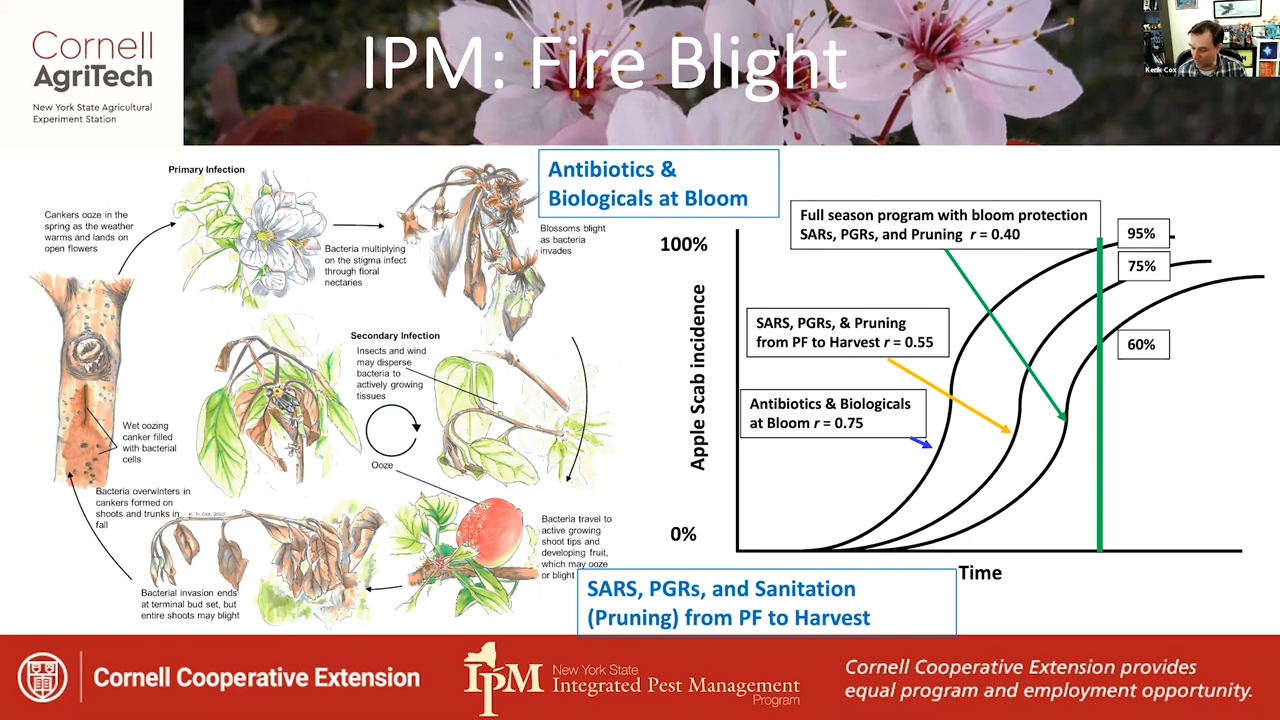 Cornell
AgriTech
New York State Agricultural
Experiment Station
IPM: Fire Blight
Kerik Cox
Primary Infection
Cankers ooze in the
spring as the weather
warms and lands on
open flowers
Bacteria multiplying
on the stigma infect
through floral
nectaries
Blossoms blight
as bacteria
invades
Antibiotics &
Biologicals at Bloom
Secondary Infection
Insects and wind
may disperse
bacteria to
actively growing
tissues
Ooze
Wet oozing
canker filled
with bacterial
cells
Bacteria overwinters in
cankers formed on
shoots and trunks in
fall
Bacterial invasion ends
at terminal bud set, but
entire shoots may blight
Bacteria travel to
active growing
shoot tips and
developing fruit,
which may ooze
or blight
SARS, PGRs, and Sanitation
(Pruning) from PF to Harvest
100%
Apple Scab incidence
0%
Time
Full season program with bloom protection
SARs, PGRs, and Pruning r = 0.40
SARS, PGRs, & Pruning
from PF to Harvest r = 0.55
Antibiotics & Biologicals
at Bloom r = 0.75
95%
75%
60%
Cornell Cooperative Extension
IPM
New York State
Integrated Pest Management
Program
Cornell Cooperative Extension provides
equal program and employment opportunity.